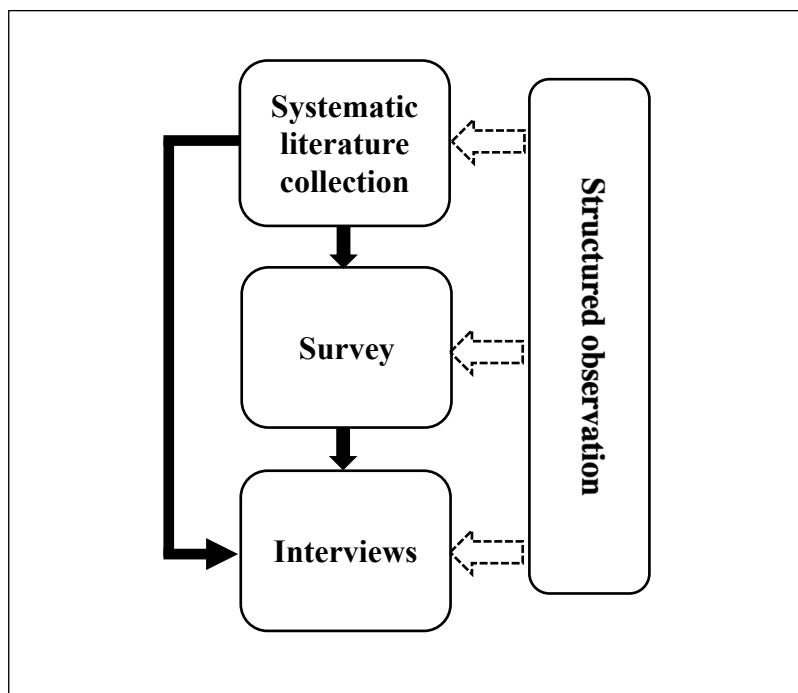 Systematic
literature
collection
Survey
Interviews
Structured observation